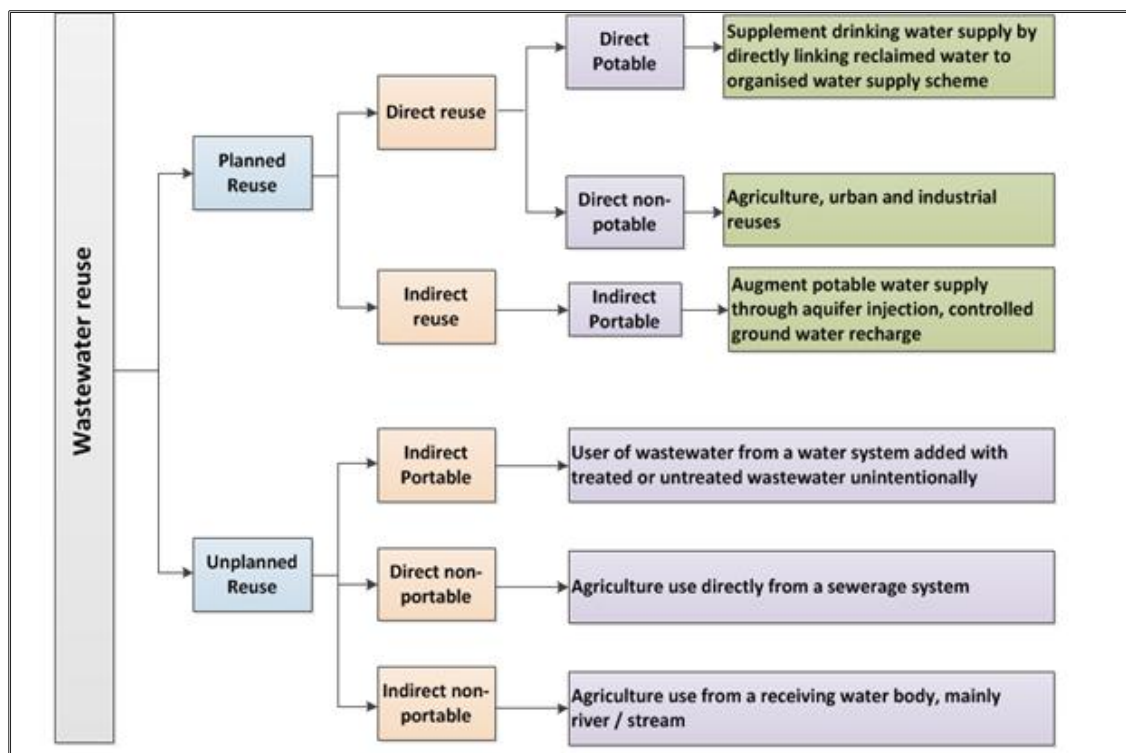 Wastewater reuse
Planned
Reuse
Direct reuse
Direct
Potable
Supplement drinking water supply by
directly linking reclaimed water to
organised water supply scheme
Direct non-
potable
Agriculture, urban and industrial
reuses
Indirect
reuse
Indirect
Portable
Augment potable water supply
through aquifer injection, controlled
ground water recharge
Unplanned
Reuse
Indirect
Portable
User of wastewater from a water system added with
treated or untreated wastewater unintentionally
Direct non-
portable
Agriculture use directly from a sewerage system
Indirect non-
portable
Agriculture use from a receiving water body, mainly
river / stream